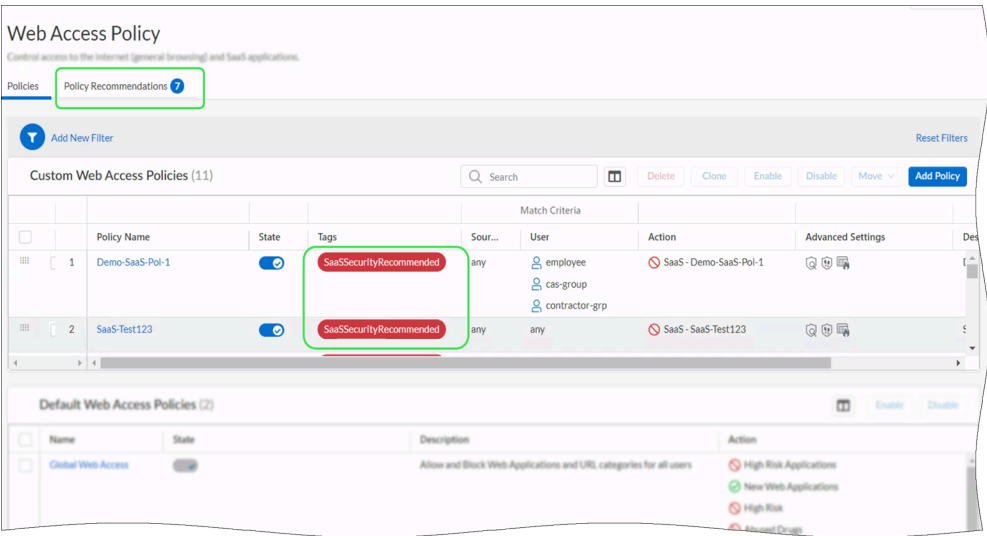 Web Access Policy
Control access to the internet (general browsing) and SaaS applications.
Policies Policy Recommendations 7
Add New Filter Reset Filters
Custom Web Access Policies (11) Search Delete Clone Enable Disable Move Add Policy
Match Criteria
Policy Name State Tags Sour... User Action Advanced Settings Des
1 Demo-SaaS-Pol-1 SaaSSecurityRecommended any employee SaaS - Demo-SaaS-Pol-1
cas-group
contractor-grp
2 SaaS-Test123 SaaSSecurityRecommended any any SaaS - SaaS-Test123 S
Default Web Access Policies (2) Enable Disable
Name State Description Action
Global Web Access Allow and Block Web Applications and URL categories for all users High Risk Applications
New Web Applications
High Risk
Abused Drugs